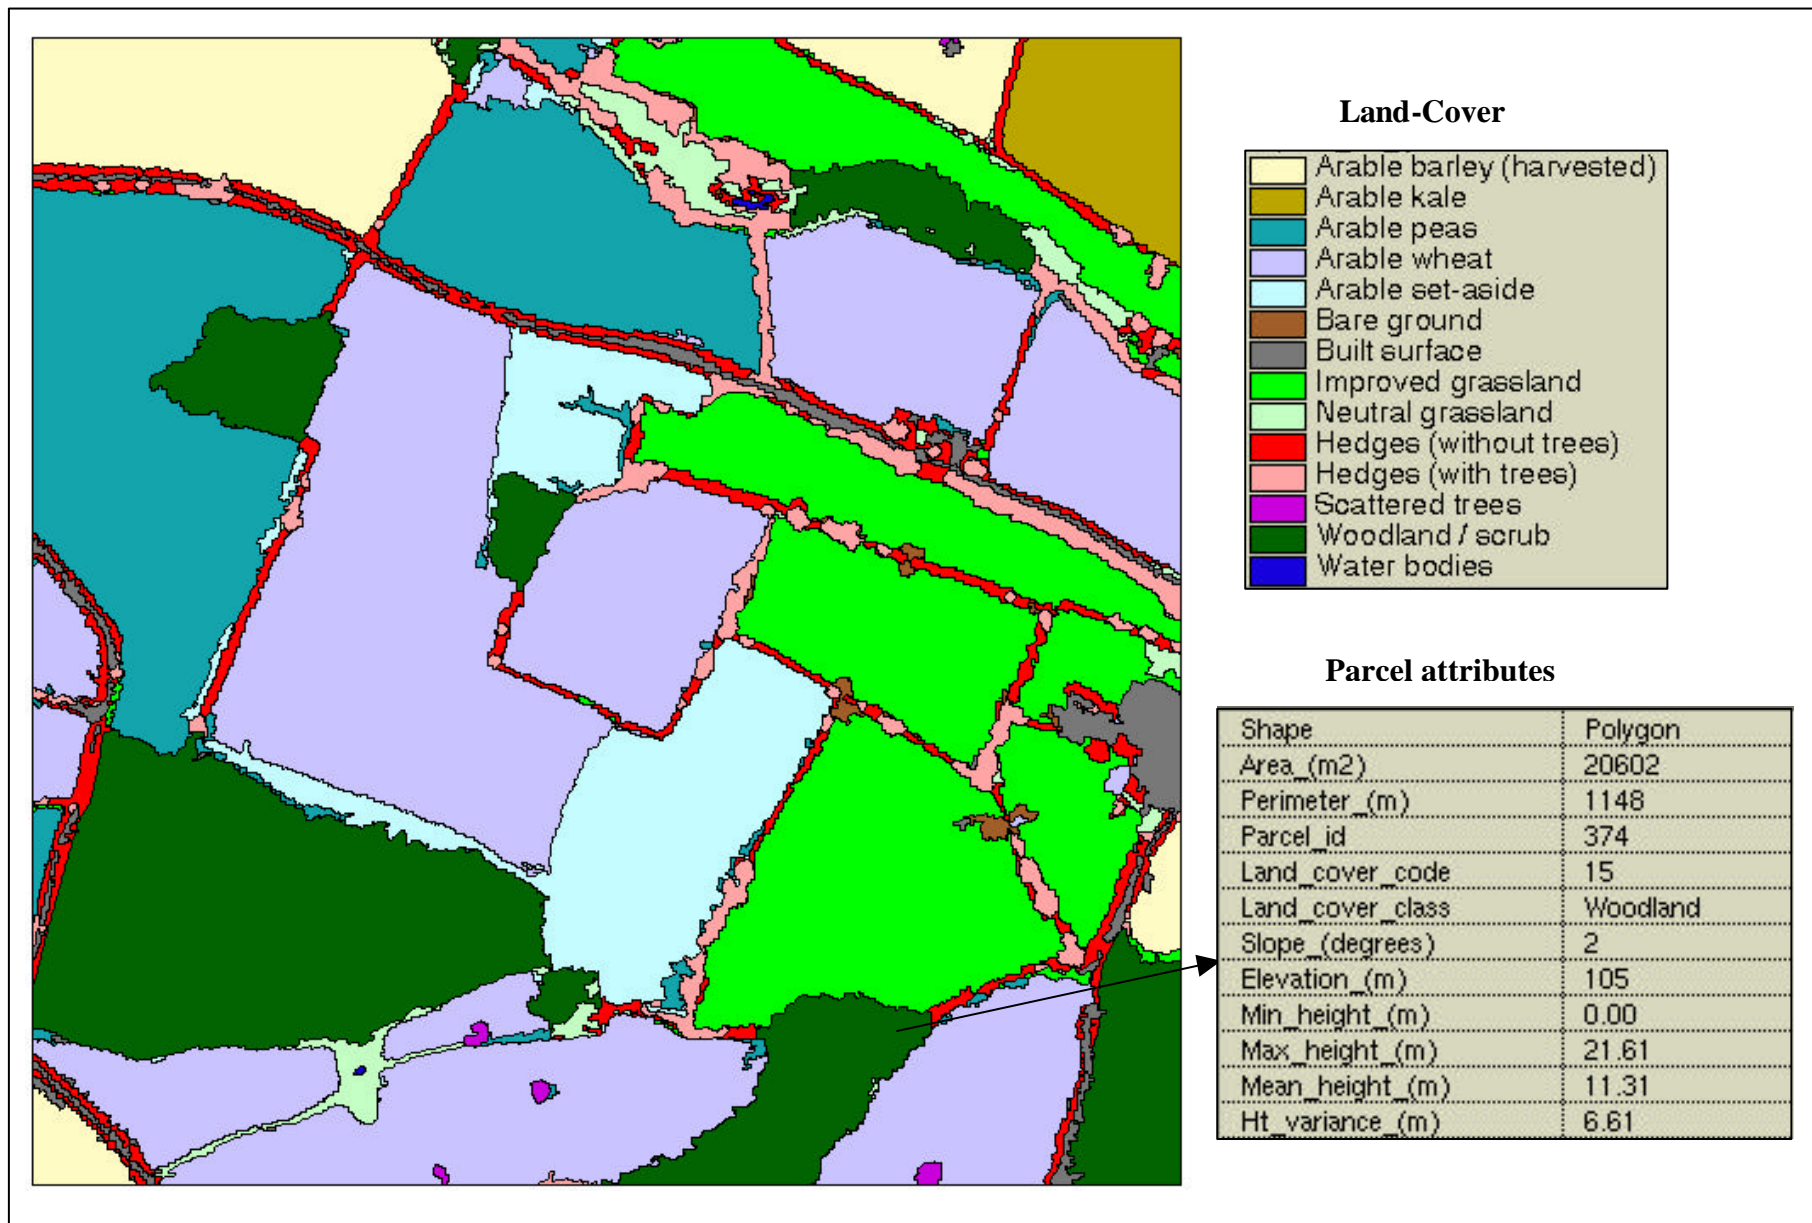 Land-Cover
Arable barley (harvested)
Arable kale
Arable peas
Arable wheat
Arable set-aside
Bare ground
Built surface
Improved grassland
Neutral grassland
Hedges (without trees)
Hedges (with trees)
Scattered trees
Woodland / scrub
Water bodies
Parcel attributes
Shape Polygon
Area_(m2) 20602
Perimeter_(m) 1148
Parcel_id 374
Land_cover_code 15
Land_cover_class Woodland
Slope_(degrees) 2
Elevation_(m) 105
Min_height_(m) 0.00
Max_height_(m) 21.61
Mean_height_(m) 11.31
Ht_variance_(m) 6.61